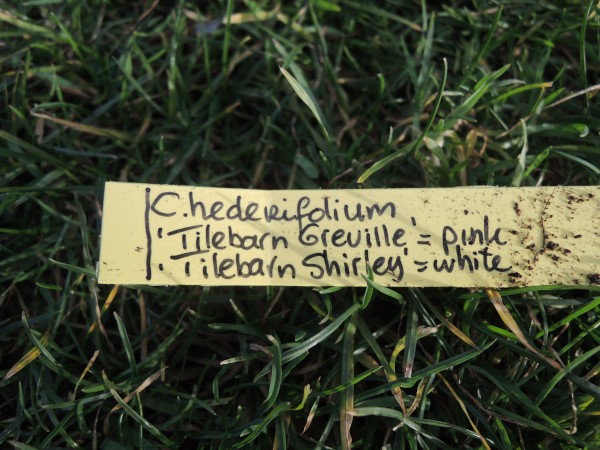 C. hederifolium
'Tilebarn Greville' = pink
'Tilebarn Shirley' = white